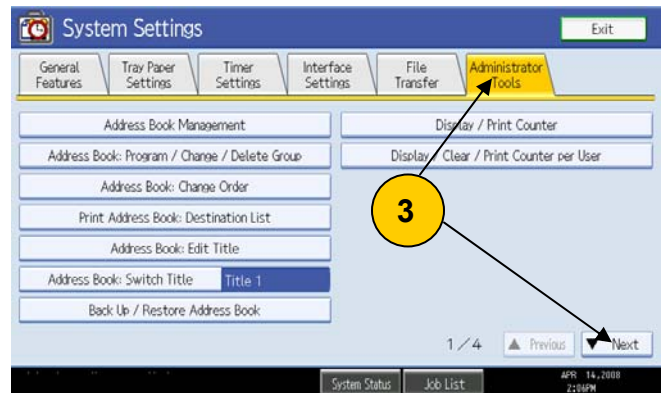 System Settings
Exit
General Features
Tray Paper Settings
Timer Settings
Interface Settings
File Transfer
Administrator Tools
Address Book Management
Display / Print Counter
Address Book: Program / Change / Delete Group
Display / Clear / Print Counter per User
Address Book: Change Order
3
Print Address Book: Destination List
Address Book: Edit Title
Address Book: Switch Title
Title 1
Back Up / Restore Address Book
1/4
▲ Previous
▼ Next
System Status
Job List
APR 14,2008
2:06PM